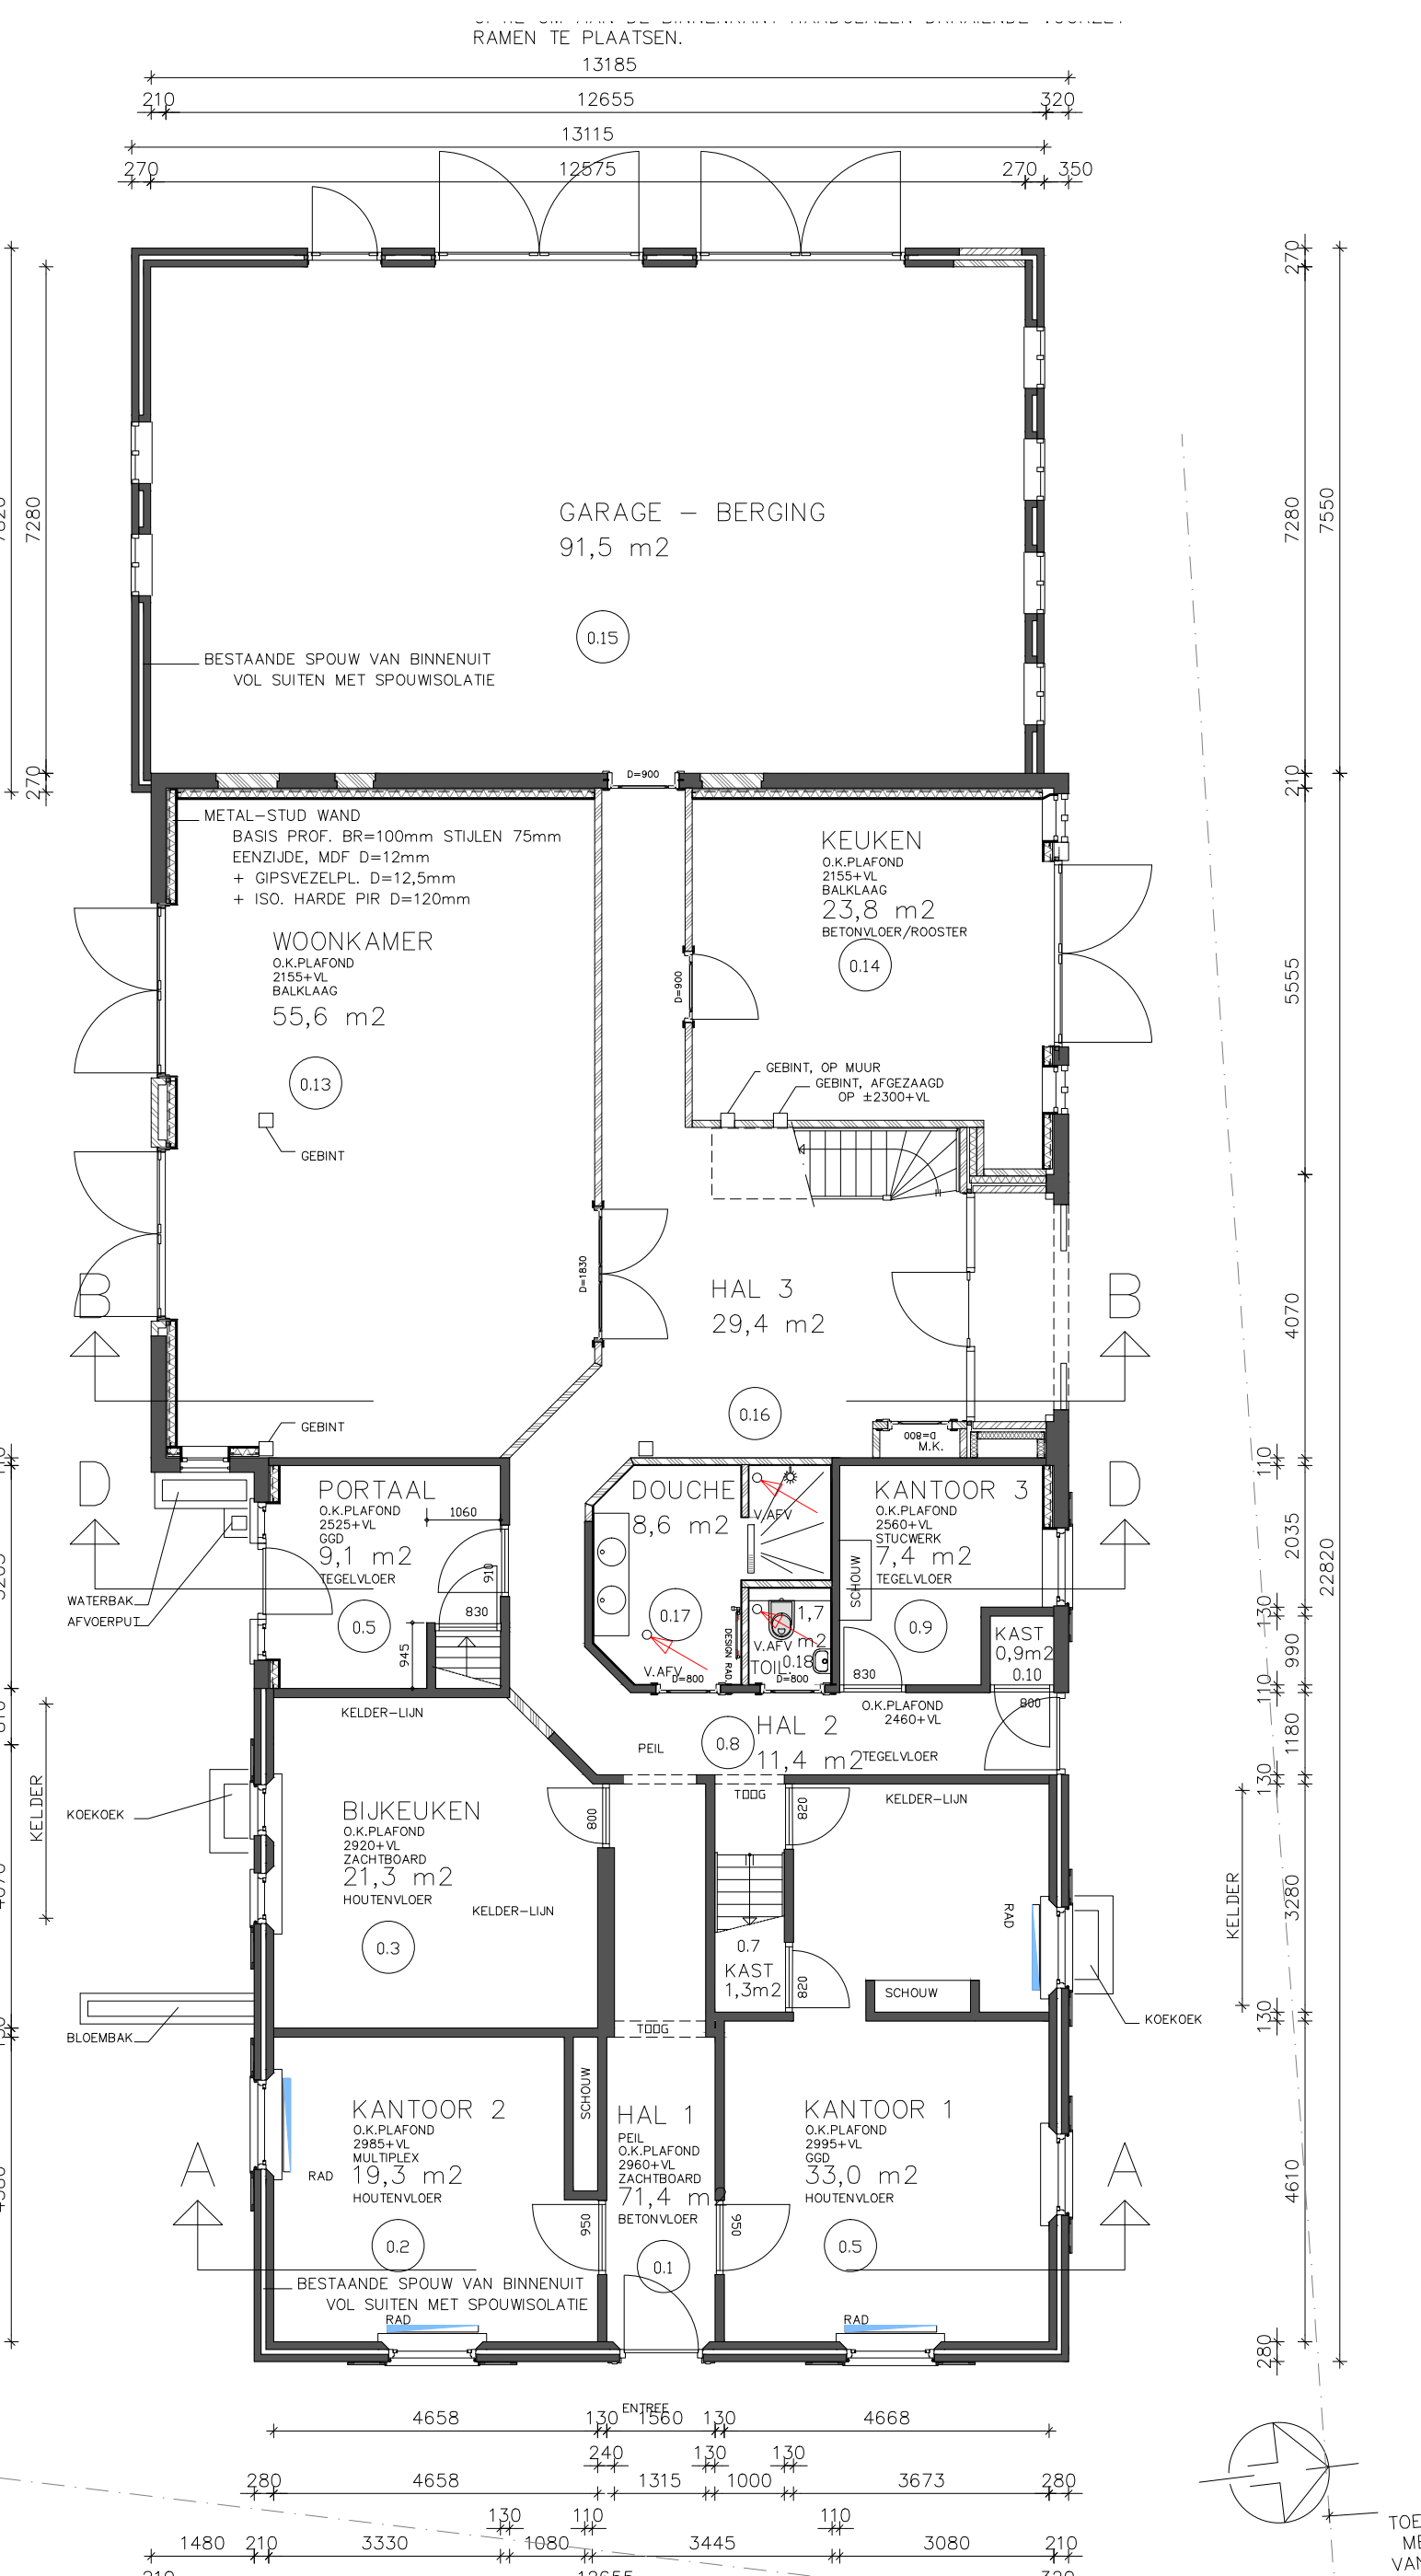 RAMEN TE PLAATSEN.
13185
210 12655 320
13115
270 12575 270 350
270
7280
7280
7550
GARAGE – BERGING
91,5 m2
0.15
BESTAANDE SPOUW VAN BINNENUIT
VOL SUITEN MET SPOUWISOLATIE
270
210
D=900
METAL-STUD WAND
BASIS PROF. BR=100mm STIJLEN 75mm
EENZIJDE, MDF D=12mm
+ GIPSVEZELPL. D=12,5mm
+ ISO. HARDE PIR D=120mm
KEUKEN
O.K.PLAFOND
2155+VL
BALKLAAG
23,8 m2
BETONVLOER/ROOSTER
0.14
WOONKAMER
O.K.PLAFOND
2155+VL
BALKLAAG
55,6 m2
0.13
D=900
5555
GEBINT, OP MUUR
GEBINT, AFGEZAAGD
OP ±2300+VL
GEBINT
D=1830
HAL 3
29,4 m2
B
B
4070
0.16
GEBINT
D=800
M.K.
22820
D
D
PORTAAL
O.K.PLAFOND
2525+VL
GGD
9,1 m2
TEGELVLOER
0.5
1060
910
830
945
DOUCHE
8,6 m2
V.AFV
0.17
V.AFV
DESIGN RAD.
D=800
1,7
m2
V.AFV
0.18
TOIL.
D=800
KANTOOR 3
O.K.PLAFOND
2560+VL
STUCWERK
7,4 m2
TEGELVLOER
SCHOUW
0.9
830
KAST
0,9m2
0.10
800
110
2035
130
990
110
1180
130
WATERBAK
AFVOERPUT
KELDER-LIJN
O.K.PLAFOND
2460+VL
HAL 2
11,4 m2
TEGELVLOER
0.8
PEIL
TOOG
KELDER
KOEKOEK
BIJKEUKEN
O.K.PLAFOND
2920+VL
ZACHTBOARD
21,3 m2
HOUTENVLOER
KELDER-LIJN
0.3
800
820
KELDER-LIJN
RAD
0.7
KAST
1,3m2
820
SCHOUW
KELDER
3280
130
KOEKOEK
BLOEMBAK
TOOG
SCHOUW
KANTOOR 2
O.K.PLAFOND
2985+VL
MULTIPLEX
19,3 m2
HOUTENVLOER
RAD
0.2
950
HAL 1
PEIL
O.K.PLAFOND
2960+VL
ZACHTBOARD
71,4 m2
BETONVLOER
0.1
950
KANTOOR 1
O.K.PLAFOND
2995+VL
GGD
33,0 m2
HOUTENVLOER
0.5
A
A
4610
BESTAANDE SPOUW VAN BINNENUIT
VOL SUITEN MET SPOUWISOLATIE
RAD
RAD
280
ENTREE
4658 130 1560 130 4668
240 130 130
280 4658 1315 1000 3673 280
130 110 110
1480 210 3330 1080 3445 3080 210